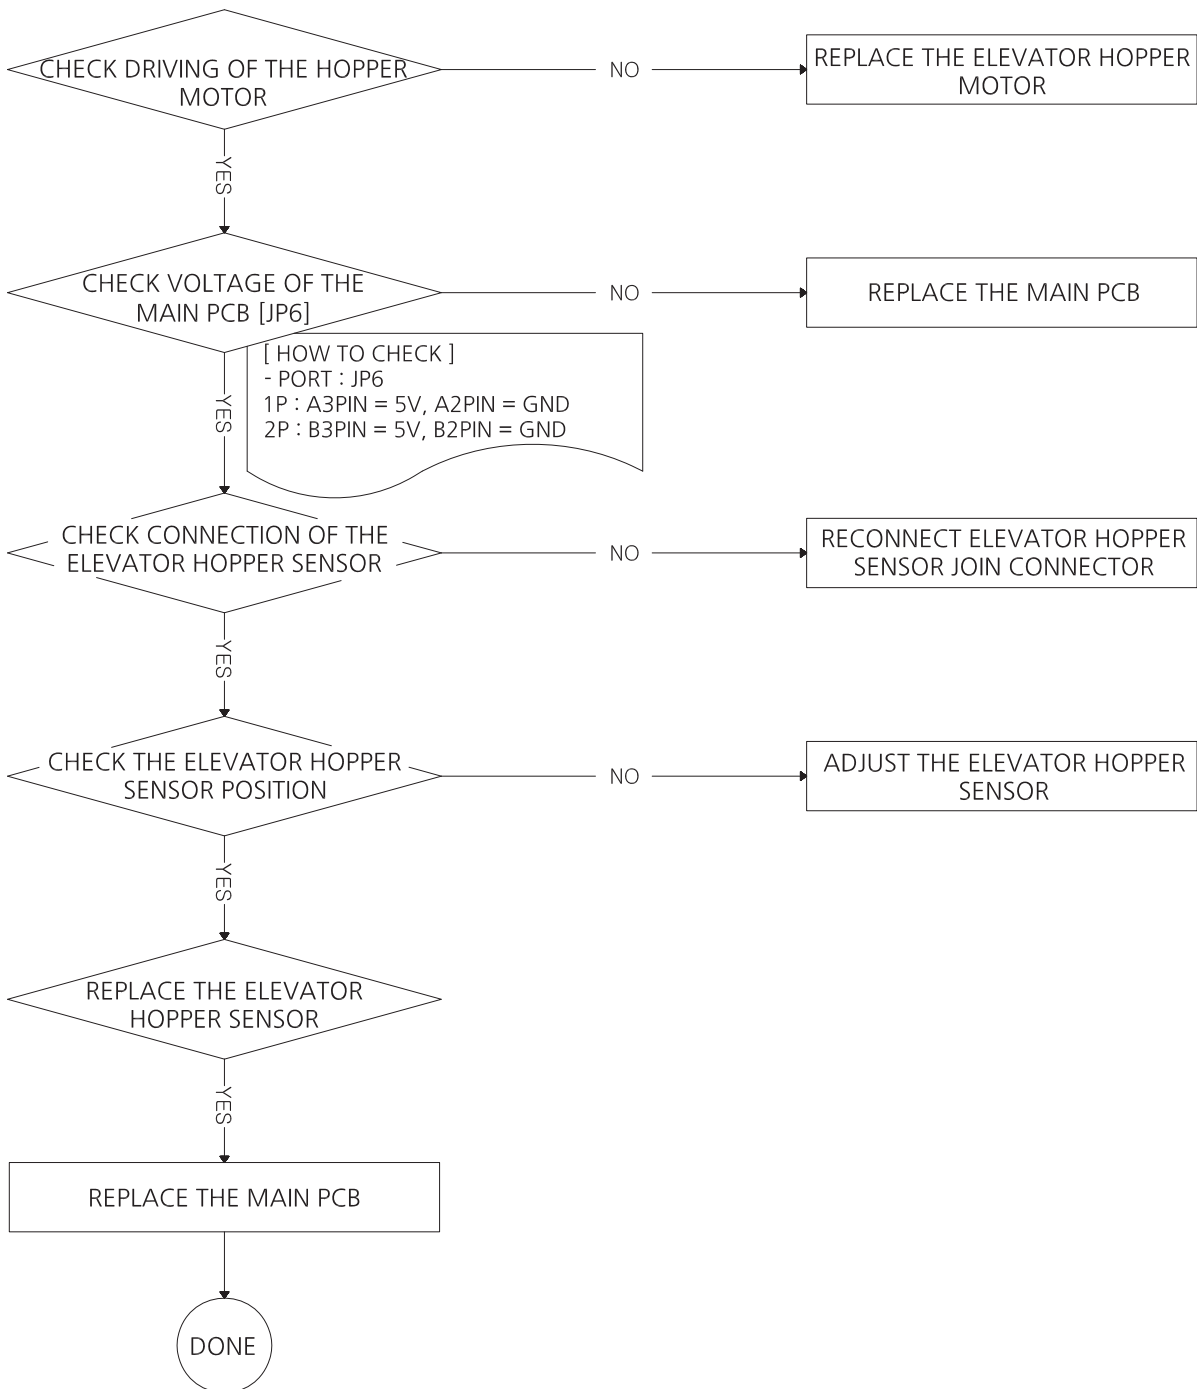 CHECK DRIVING OF THE HOPPER
MOTOR
NO
REPLACE THE ELEVATOR HOPPER
MOTOR
YES
CHECK VOLTAGE OF THE
MAIN PCB [JP6]
NO
REPLACE THE MAIN PCB
[ HOW TO CHECK ]
- PORT : JP6
1P : A3PIN = 5V, A2PIN = GND
2P : B3PIN = 5V, B2PIN = GND
YES
CHECK CONNECTION OF THE
ELEVATOR HOPPER SENSOR
NO
RECONNECT ELEVATOR HOPPER
SENSOR JOIN CONNECTOR
YES
CHECK THE ELEVATOR HOPPER
SENSOR POSITION
NO
ADJUST THE ELEVATOR HOPPER
SENSOR
YES
REPLACE THE ELEVATOR
HOPPER SENSOR
YES
REPLACE THE MAIN PCB
DONE